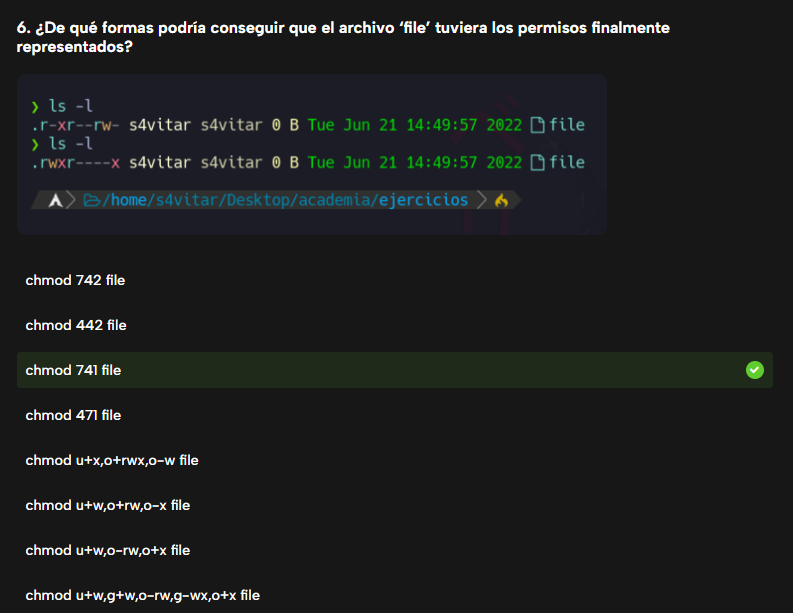 6. ¿De qué formas podría conseguir que el archivo ‘file’ tuviera los permisos finalmente
representados?
❯ ls -l
.r-xr--rw- s4vitar s4vitar 0 B Tue Jun 21 14:49:57 2022 file
❯ ls -l
.rwxr----x s4vitar s4vitar 0 B Tue Jun 21 14:49:57 2022 file
/home/s4vitar/Desktop/academia/ejercicios
chmod 742 file
chmod 442 file
chmod 741 file
chmod 471 file
chmod u+x,o+rwx,o-w file
chmod u+w,o+rw,o-x file
chmod u+w,o-rw,o+x file
chmod u+w,g+w,o-rw,g-wx,o+x file